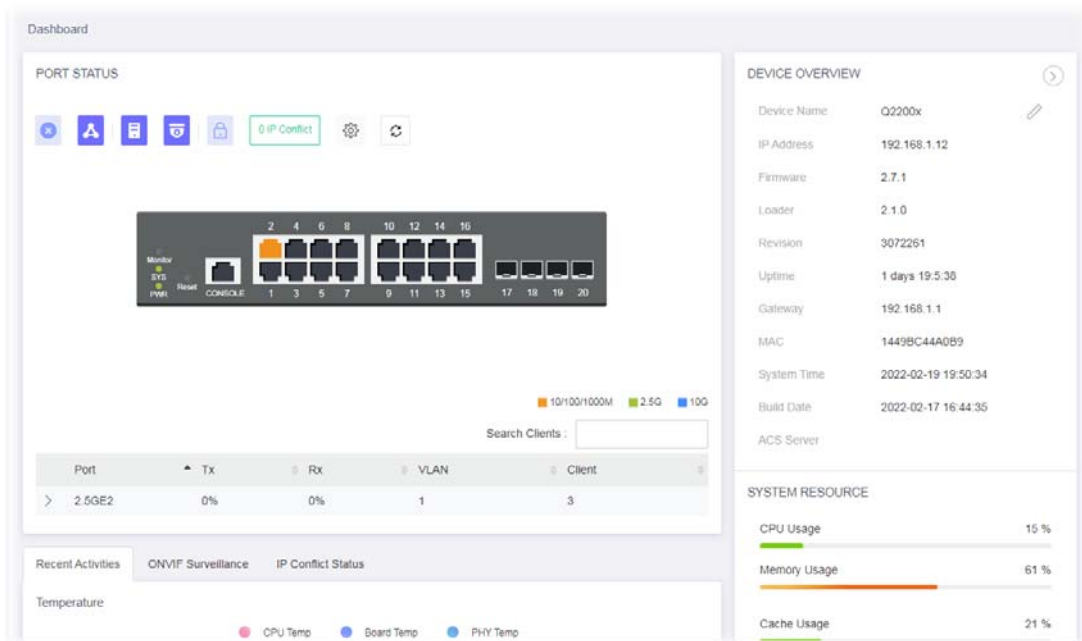 Dashboard
PORT STATUS
0 IP Conflict
2 4 6 8 10 12 14 16
Monitor
SYS
PWR
Reset
CONSOLE
1 3 5 7 9 11 13 15 17 18 19 20
10/100/1000M 2.5G 10G
Search Clients :
Port Tx Rx VLAN Client
2.5GE2 0% 0% 1 3
Recent Activities ONVIF Surveillance IP Conflict Status
Temperature
CPU Temp Board Temp PHY Temp
DEVICE OVERVIEW
Device Name Q2200x
IP Address 192.168.1.12
Firmware 2.7.1
Loader 2.1.0
Revision 3072261
Uptime 1 days 19:5:38
Gateway 192.168.1.1
MAC 1449BC44A0B9
System Time 2022-02-19 19:50:34
Build Date 2022-02-17 16:44:35
ACS Server
SYSTEM RESOURCE
CPU Usage 15 %
Memory Usage 61 %
Cache Usage 21 %